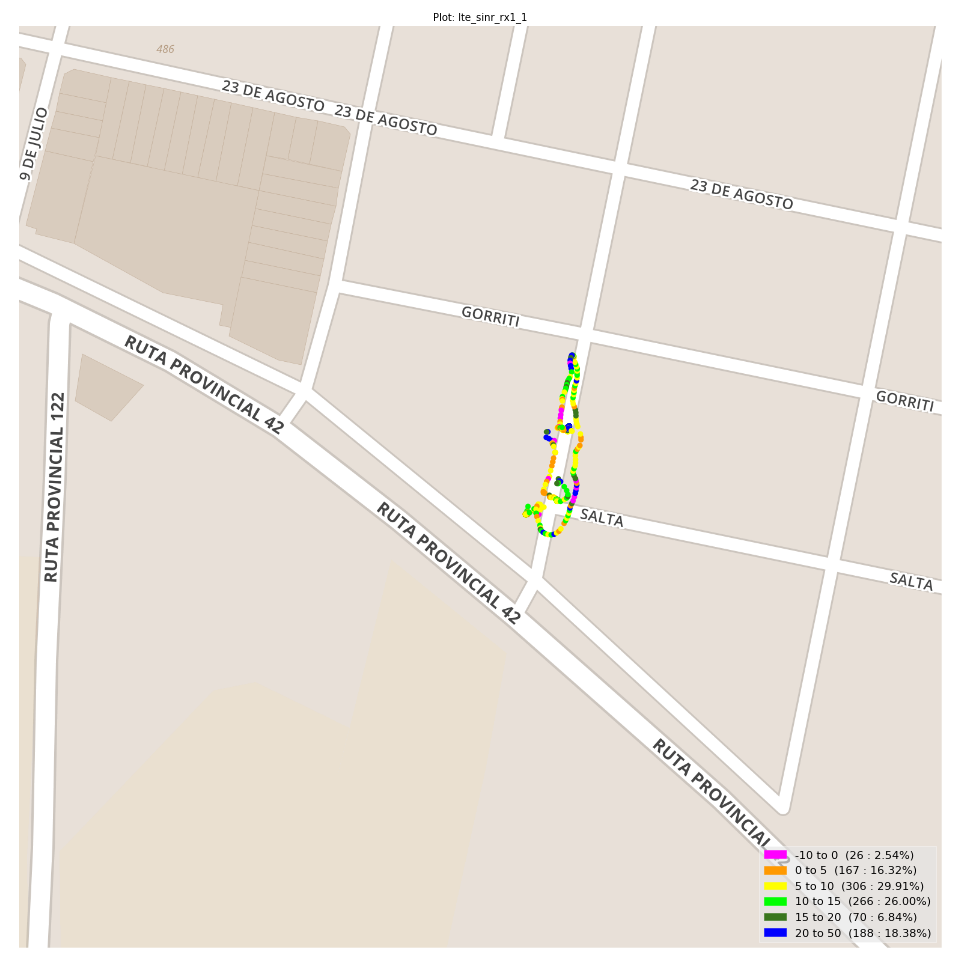 Plot: lte_sinr_rx1_1
486
23 DE AGOSTO
23 DE AGOSTO
9 DE JULIO
23 DE AGOSTO
GORRITI
RUTA PROVINCIAL 42
GORRITI
RUTA PROVINCIAL 122
RUTA PROVINCIAL 42
SALTA
SALTA
RUTA PROVINCIAL
-10 to 0 (26 : 2.54%)
0 to 5 (167 : 16.32%)
5 to 10 (306 : 29.91%)
10 to 15 (266 : 26.00%)
15 to 20 (70 : 6.84%)
20 to 50 (188 : 18.38%)